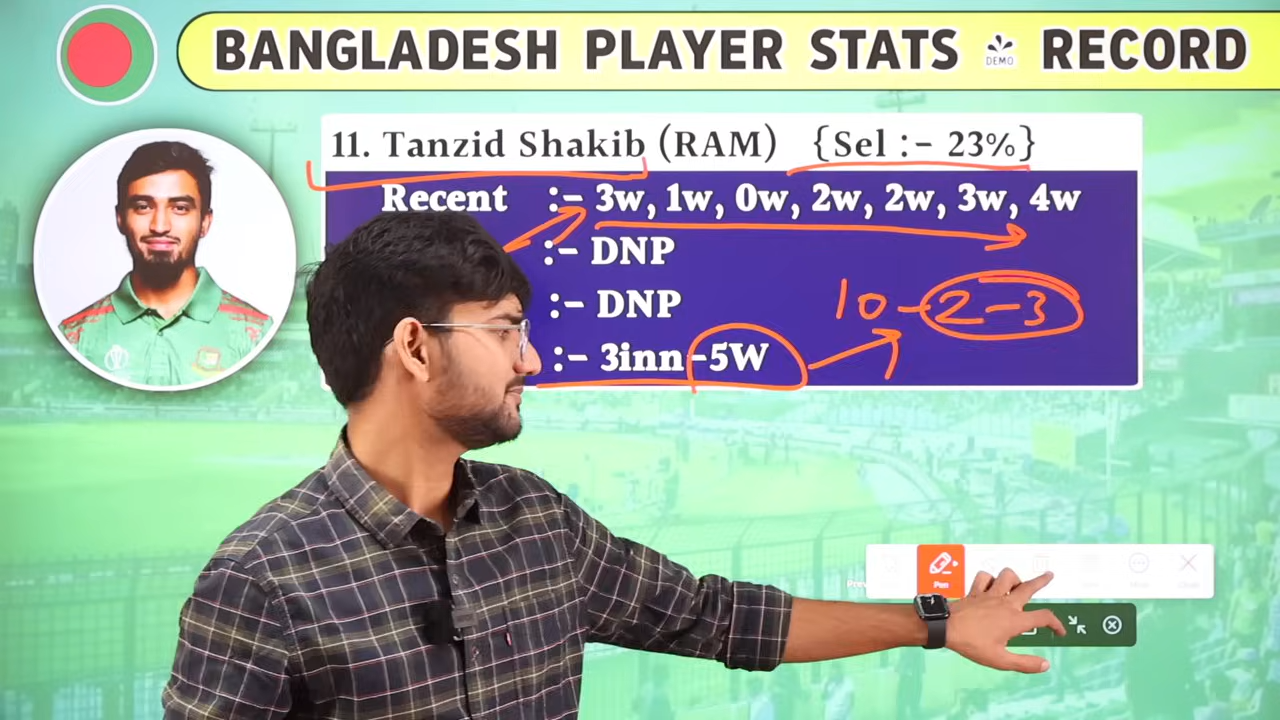 BANGLADESH PLAYER STATS DEMO RECORD
11. Tanzid Shakib (RAM) {Sel :- 23%}
Recent :- 3w, 1w, 0w, 2w, 2w, 3w, 4w
:- DNP
:- DNP
10-2-3
:- 3inn-5W
Pen